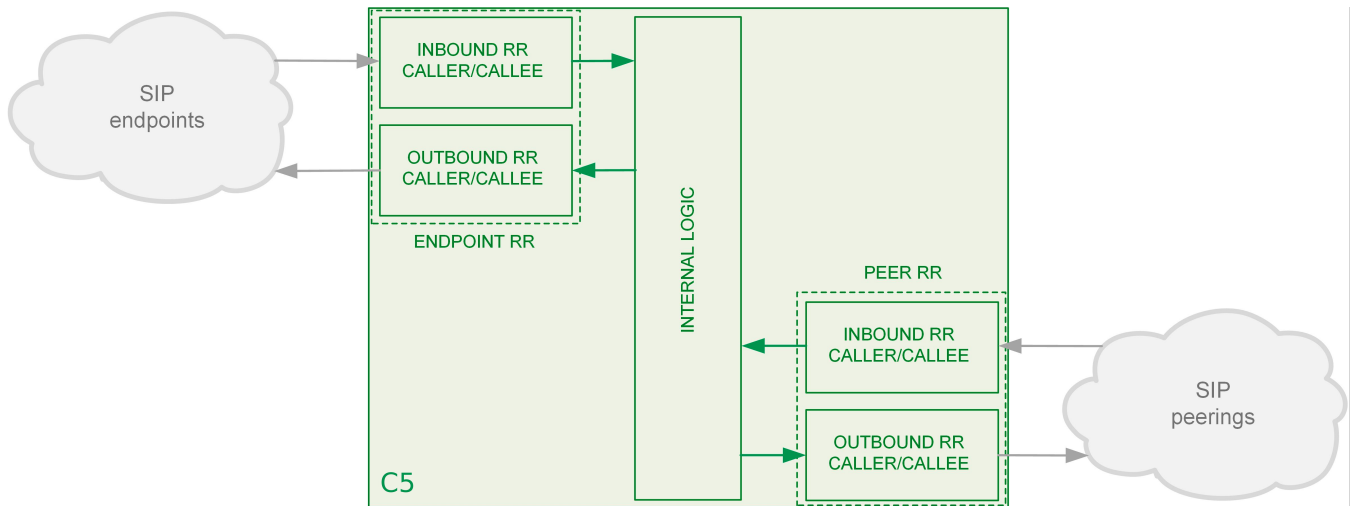 SIP
endpoints
INBOUND RR
CALLER/CALLEE
OUTBOUND RR
CALLER/CALLEE
ENDPOINT RR
INTERNAL LOGIC
PEER RR
INBOUND RR
CALLER/CALLEE
OUTBOUND RR
CALLER/CALLEE
SIP
peerings
C5